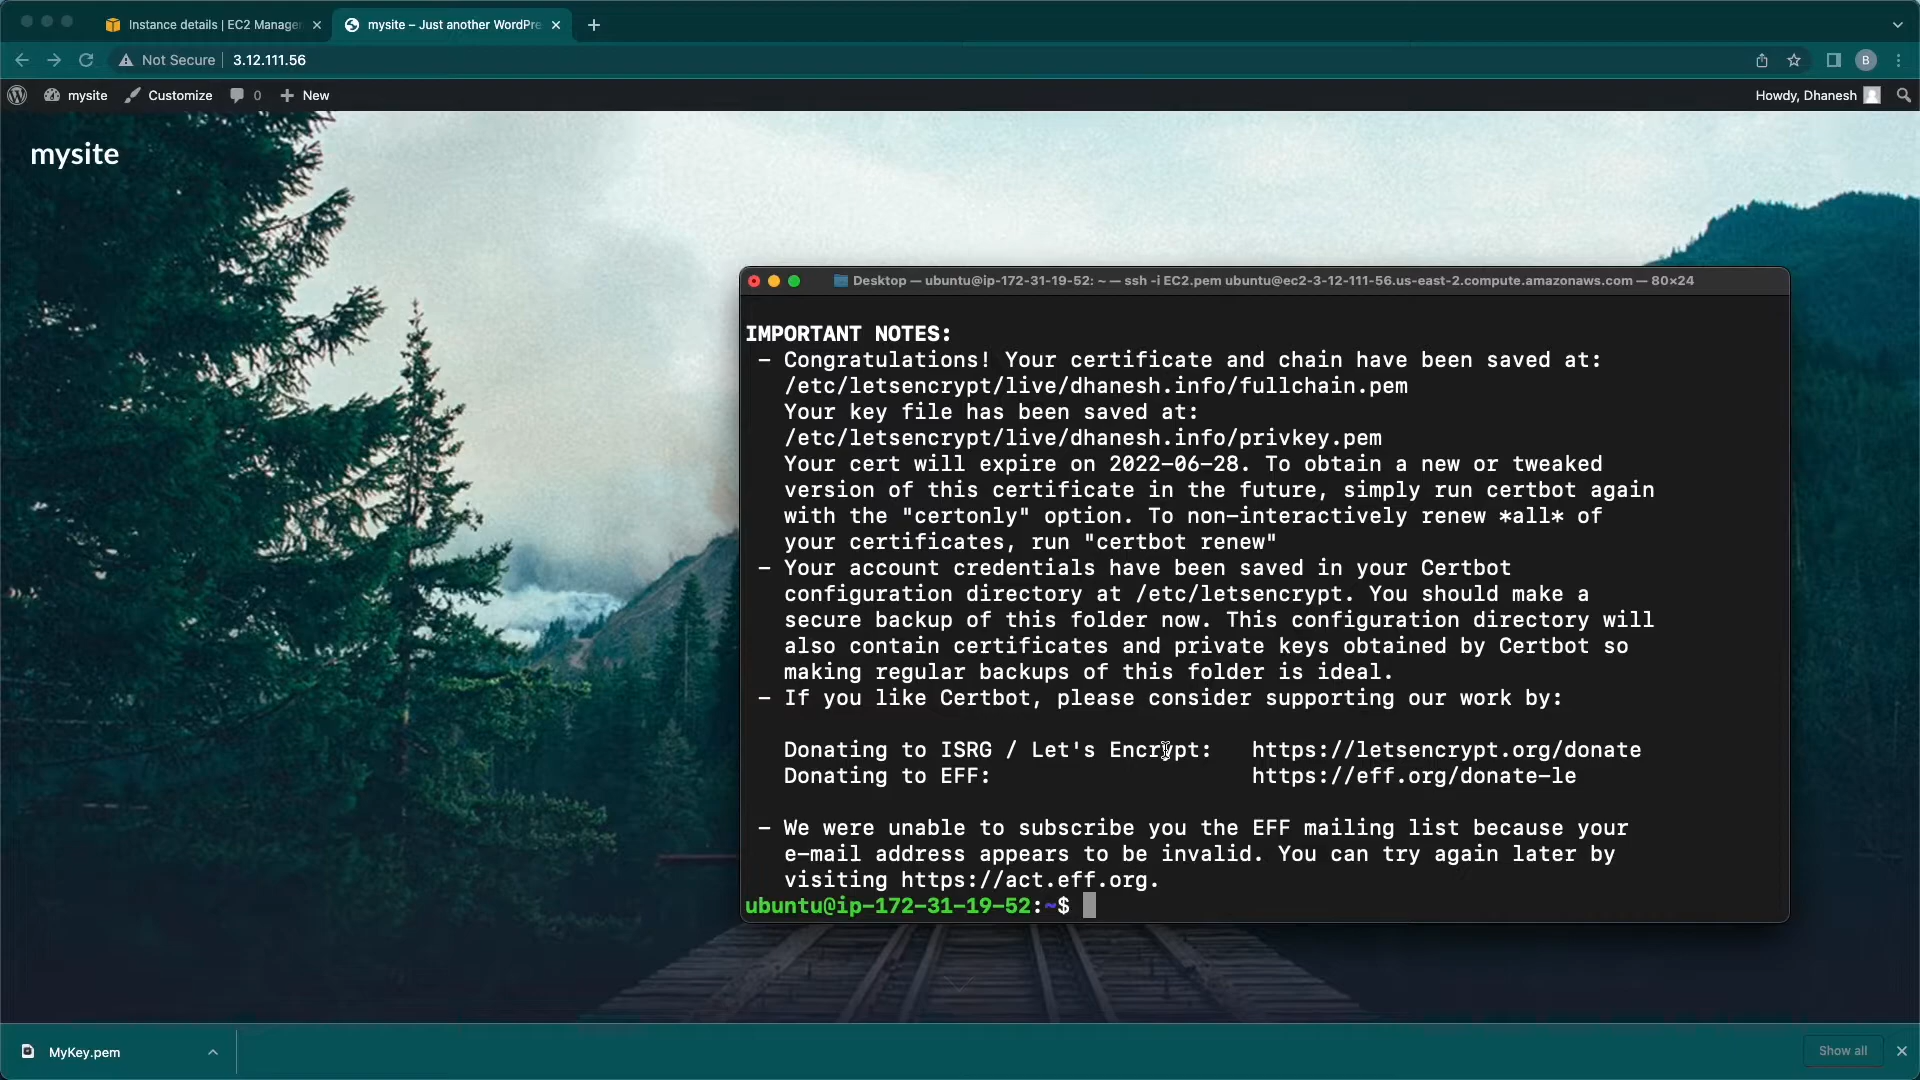 Instance details | EC2 Manage
mysite – Just another WordPre
Not Secure
3.12.111.56
B
mysite
Customize
0
New
Howdy, Dhanesh
mysite
Desktop — ubuntu@ip-172-31-19-52: ~ — ssh -i EC2.pem ubuntu@ec2-3-12-111-56.us-east-2.compute.amazonaws.com — 80×24
IMPORTANT NOTES:
- Congratulations! Your certificate and chain have been saved at:
/etc/letsencrypt/live/dhanesh.info/fullchain.pem
Your key file has been saved at:
/etc/letsencrypt/live/dhanesh.info/privkey.pem
Your cert will expire on 2022-06-28. To obtain a new or tweaked
version of this certificate in the future, simply run certbot again
with the "certonly" option. To non-interactively renew *all* of
your certificates, run "certbot renew"
- Your account credentials have been saved in your Certbot
configuration directory at /etc/letsencrypt. You should make a
secure backup of this folder now. This configuration directory will
also contain certificates and private keys obtained by Certbot so
making regular backups of this folder is ideal.
- If you like Certbot, please consider supporting our work by:
Donating to ISRG / Let's Encrypt:   https://letsencrypt.org/donate
Donating to EFF:                    https://eff.org/donate-le
- We were unable to subscribe you the EFF mailing list because your
e-mail address appears to be invalid. You can try again later by
visiting https://act.eff.org.
ubuntu@ip-172-31-19-52:~$
MyKey.pem
Show all